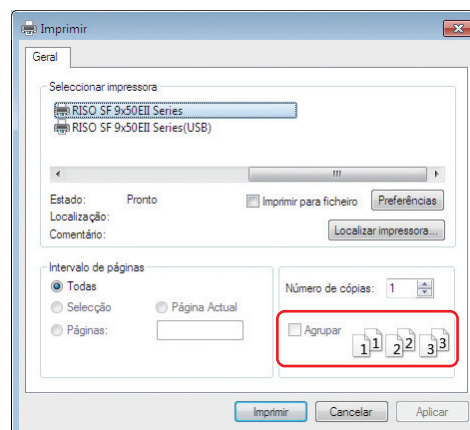 Imprimir
Geral
Seleccionar impressora
RISO SF 9x50EII Series
RISO SF 9x50EII Series(USB)
Estado: Pronto
Imprimir para ficheiro
Preferências
Localização:
Comentário:
Localizar impressora...
Intervalo de páginas
Todas
Selecção
Página Actual
Páginas:
Número de cópias: 1
Agrupar
1 1 2 2 3 3
Imprimir
Cancelar
Aplicar